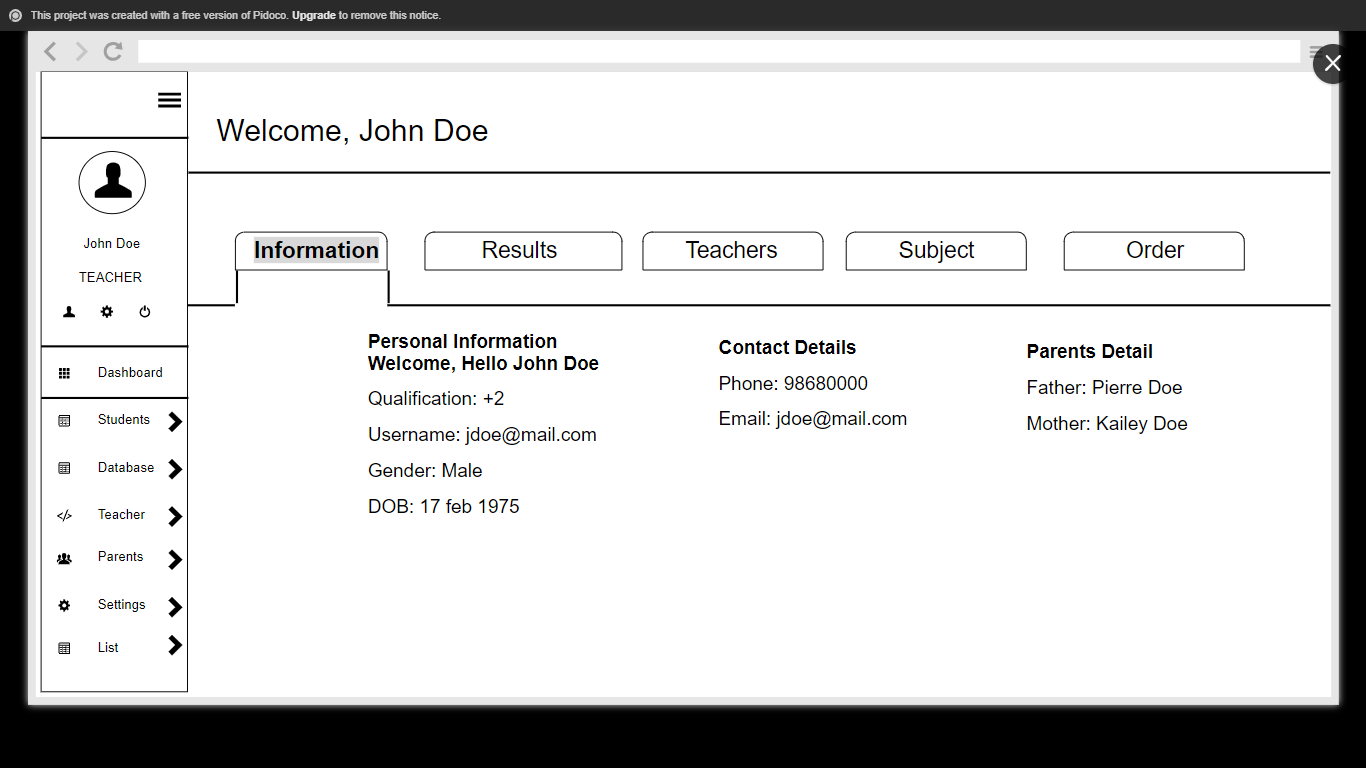 This project was created with a free version of Pidoco. Upgrade to remove this notice.
Welcome, John Doe
John Doe
TEACHER
Dashboard
Students
Database
Teacher
Parents
Settings
List
Information
Results
Teachers
Subject
Order
Personal Information
Welcome, Hello John Doe
Qualification: +2
Username: jdoe@mail.com
Gender: Male
DOB: 17 feb 1975
Contact Details
Phone: 98680000
Email: jdoe@mail.com
Parents Detail
Father: Pierre Doe
Mother: Kailey Doe